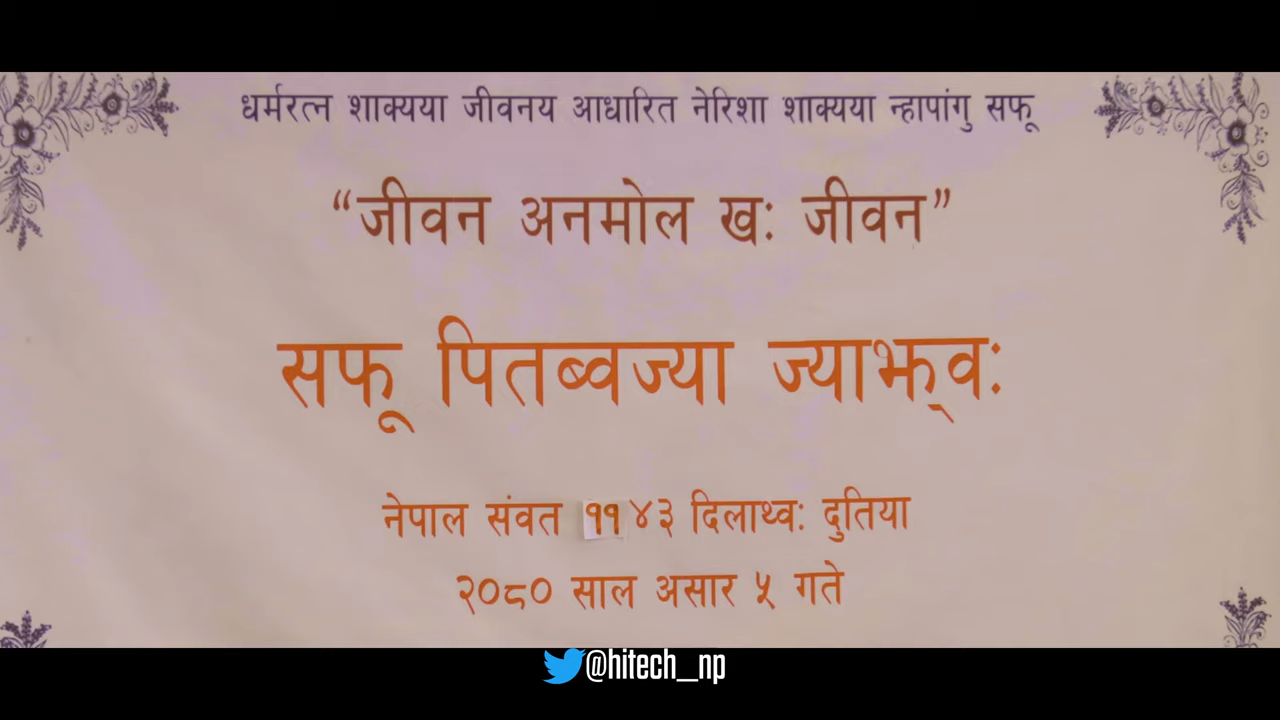 धर्मरत्न शाक्यया जीवनय आधारित नेरिशा शाक्यया न्हापांगु सफू
“जीवन अनमोल खः जीवन”
सफू पितब्वज्या ज्याझ्वः
नेपाल संवत ११४३ दिलाथ्वः दुतिया
२०८० साल असार ५ गते
@hitech_np